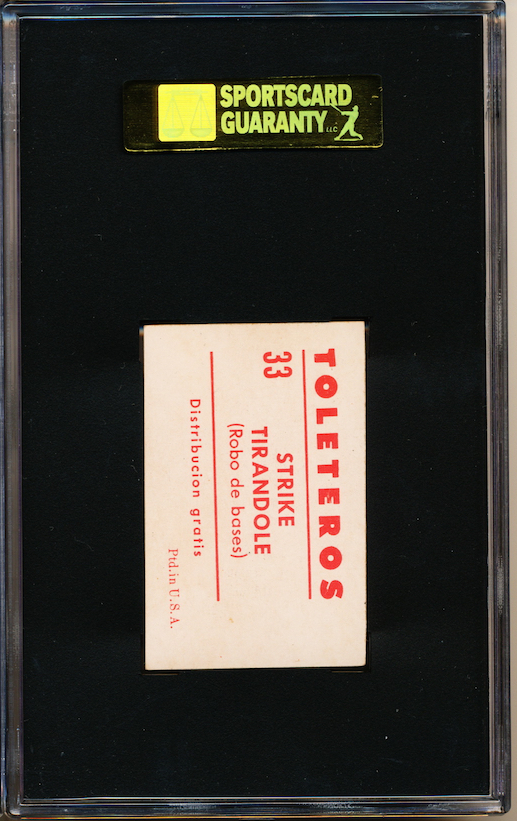 SPORTSCARD
GUARANTY LLC
TOLETEROS
33
STRIKE
TIRANDOLE
(Robo de bases)
Distribucion gratis
Ptd.in U.S.A.